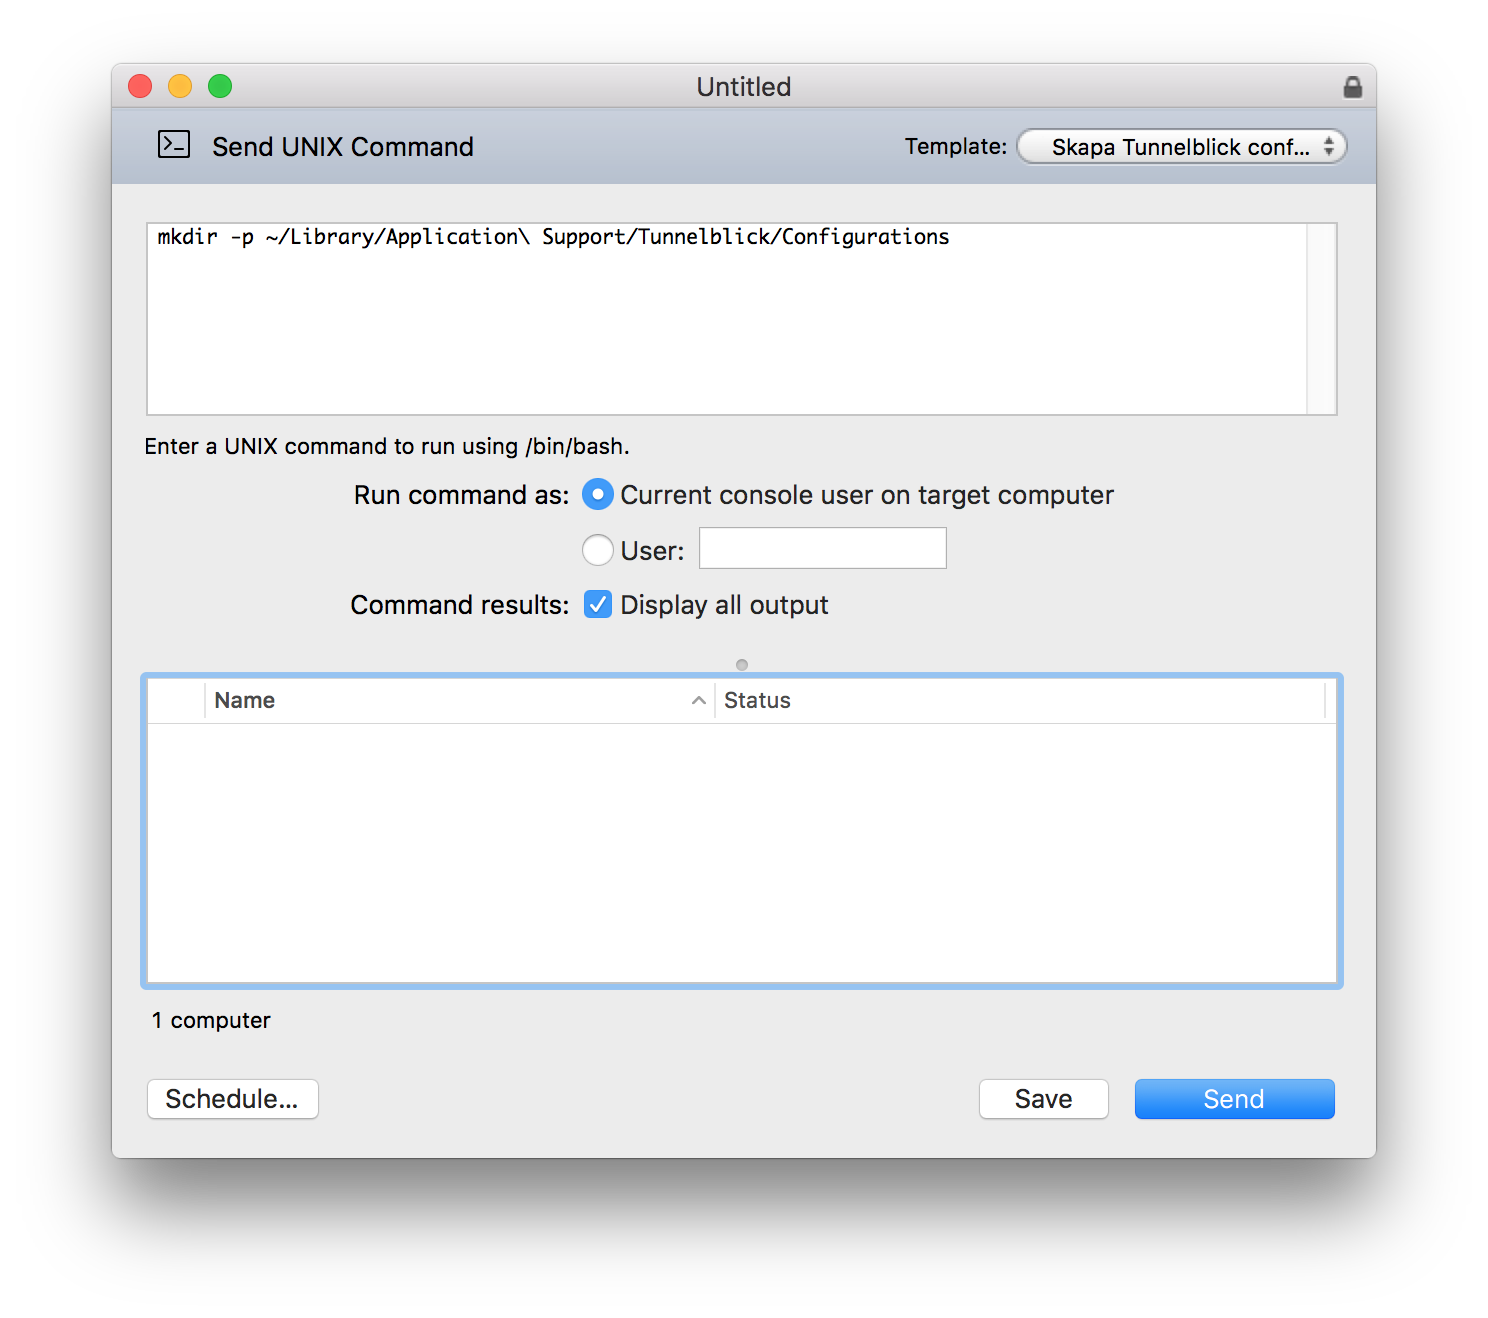 Untitled
Send UNIX Command
Template: Skapa Tunnelblick conf...
mkdir -p ~/Library/Application\ Support/Tunnelblick/Configurations
Enter a UNIX command to run using /bin/bash.
Run command as: Current console user on target computer
User:
Command results: Display all output
Name Status
1 computer
Schedule... Save Send